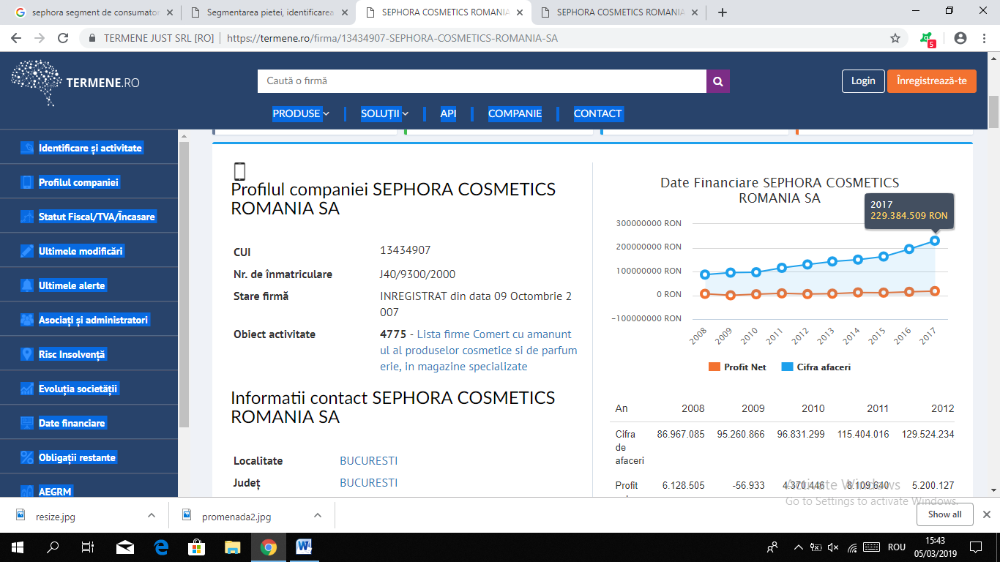 sephora segment de consumator
Segmentarea pietei, identificarea
SEPHORA COSMETICS ROMANIA
SEPHORA COSMETICS ROMANIA
TERMENE JUST SRL [RO] | https://termene.ro/firma/13434907-SEPHORA-COSMETICS-ROMANIA-SA
5
TERMENE.RO
Caută o firmă
Login
Înregistrează-te
PRODUSE
SOLUȚII
API
COMPANIE
CONTACT
Identificare și activitate
Profilul companiei
Statut Fiscal/TVA/Încasare
Ultimele modificări
Ultimele alerte
Asociați și administratori
Risc Insolvență
Evoluția societății
Date financiare
Obligații restante
AEGRM
Profilul companiei SEPHORA COSMETICS
ROMANIA SA
CUI 13434907
Nr. de înmatriculare J40/9300/2000
Stare firmă INREGISTRAT din data 09 Octombrie 2
007
Obiect activitate 4775 - Lista firme Comert cu amanunt
ul al produselor cosmetice si de parfum
erie, in magazine specializate
Informatii contact SEPHORA COSMETICS
ROMANIA SA
Localitate BUCURESTI
Județ BUCURESTI
Date Financiare SEPHORA COSMETICS
ROMANIA SA
2017
229.384.509 RON
300000000 RON
200000000 RON
100000000 RON
0 RON
-100000000 RON
2008 2009 2010 2011 2012 2013 2014 2015 2016 2017
Profit Net Cifra afaceri
An 2008 2009 2010 2011 2012
Cifra 86.967.085 95.260.866 96.831.299 115.404.016 129.524.234
de
afaceri
Profit 6.128.505 -56.933 4.370.446 8.109.640 5.200.127
Activate Windows
Go to Settings to activate Windows.
resize.jpg
promenada2.jpg
Show all
ROU
15:43
05/03/2019